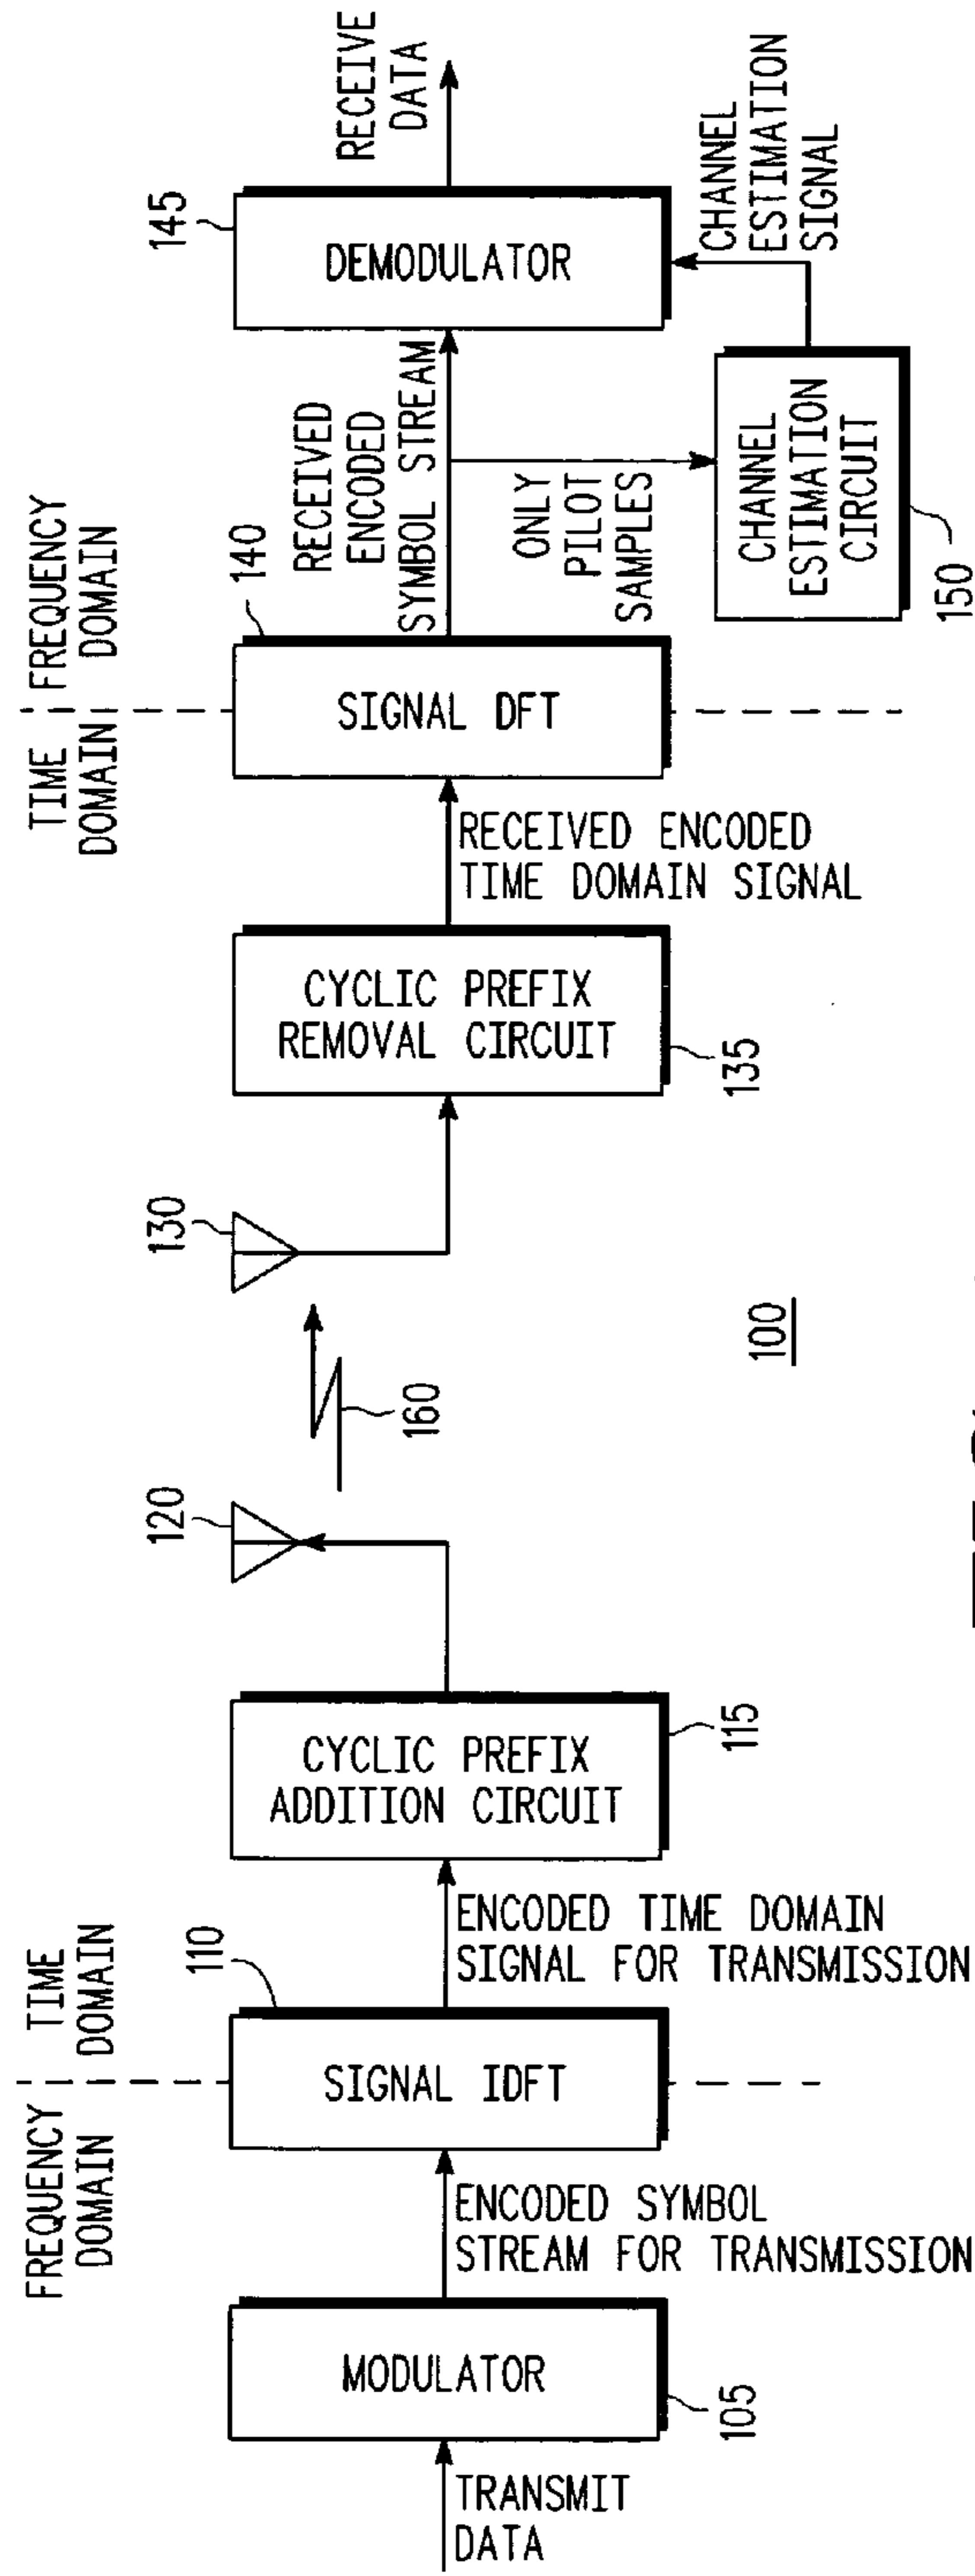 FREQUENCY
DOMAIN
TIME
DOMAIN
TRANSMIT
DATA
MODULATOR
105
ENCODED SYMBOL
STREAM FOR TRANSMISSION
SIGNAL IDFT
110
ENCODED TIME DOMAIN
SIGNAL FOR TRANSMISSION
CYCLIC PREFIX
ADDITION CIRCUIT
115
120
160
100
130
CYCLIC PREFIX
REMOVAL CIRCUIT
135
RECEIVED ENCODED
TIME DOMAIN SIGNAL
TIME
DOMAIN
FREQUENCY
DOMAIN
SIGNAL DFT
140
RECEIVED
ENCODED
SYMBOL STREAM
ONLY
PILOT
SAMPLES
CHANNEL
ESTIMATION
CIRCUIT
150
CHANNEL
ESTIMATION
SIGNAL
DEMODULATOR
145
RECEIVE
DATA